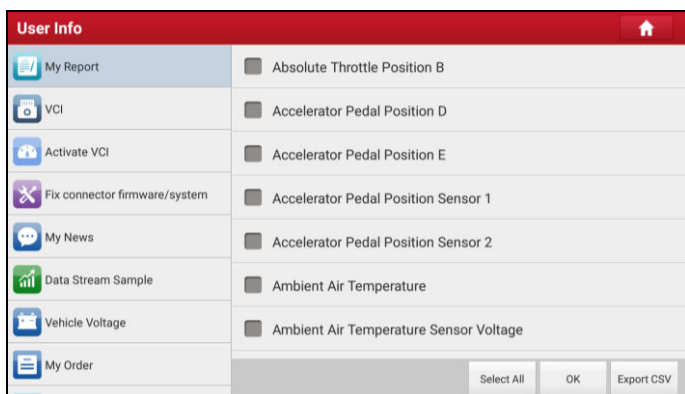 User Info
My Report
VCI
Activate VCI
Fix connector firmware/system
My News
Data Stream Sample
Vehicle Voltage
My Order
Absolute Throttle Position B
Accelerator Pedal Position D
Accelerator Pedal Position E
Accelerator Pedal Position Sensor 1
Accelerator Pedal Position Sensor 2
Ambient Air Temperature
Ambient Air Temperature Sensor Voltage
Select All
OK
Export CSV